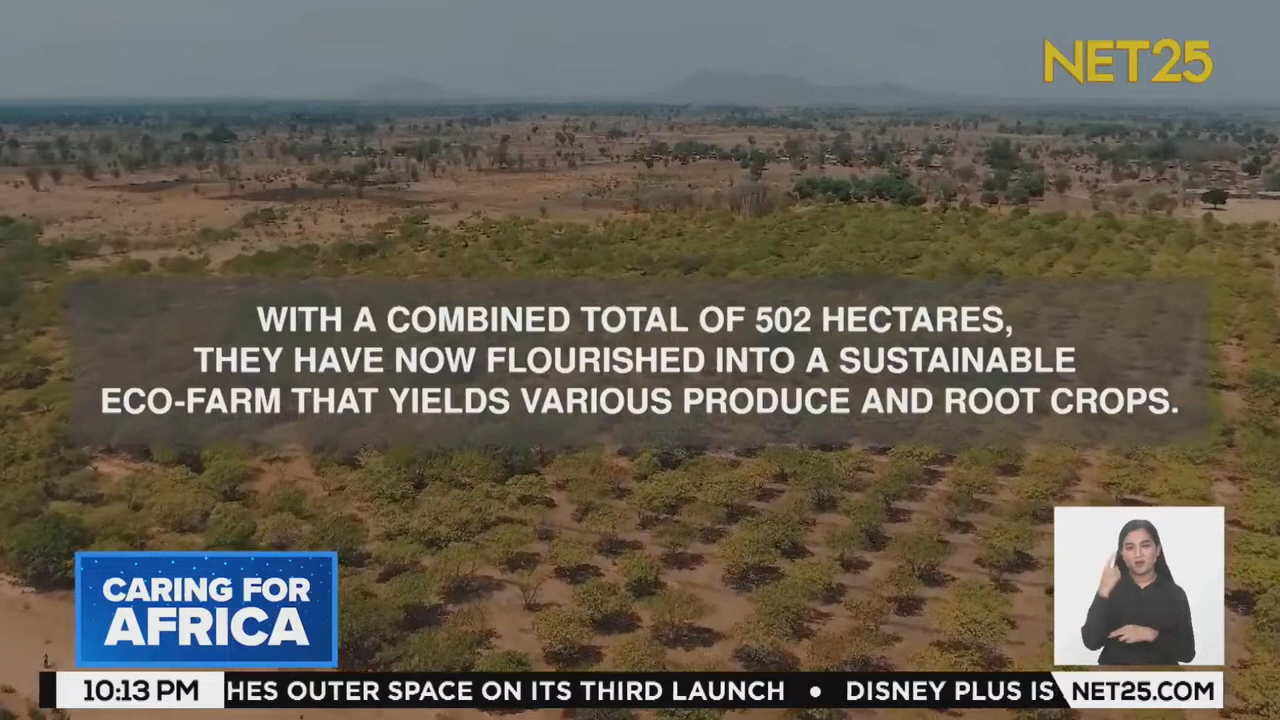 NET25
WITH A COMBINED TOTAL OF 502 HECTARES,
THEY HAVE NOW FLOURISHED INTO A SUSTAINABLE
ECO-FARM THAT YIELDS VARIOUS PRODUCE AND ROOT CROPS.
CARING FOR
AFRICA
10:13 PM HES OUTER SPACE ON ITS THIRD LAUNCH • DISNEY PLUS IS NET25.COM